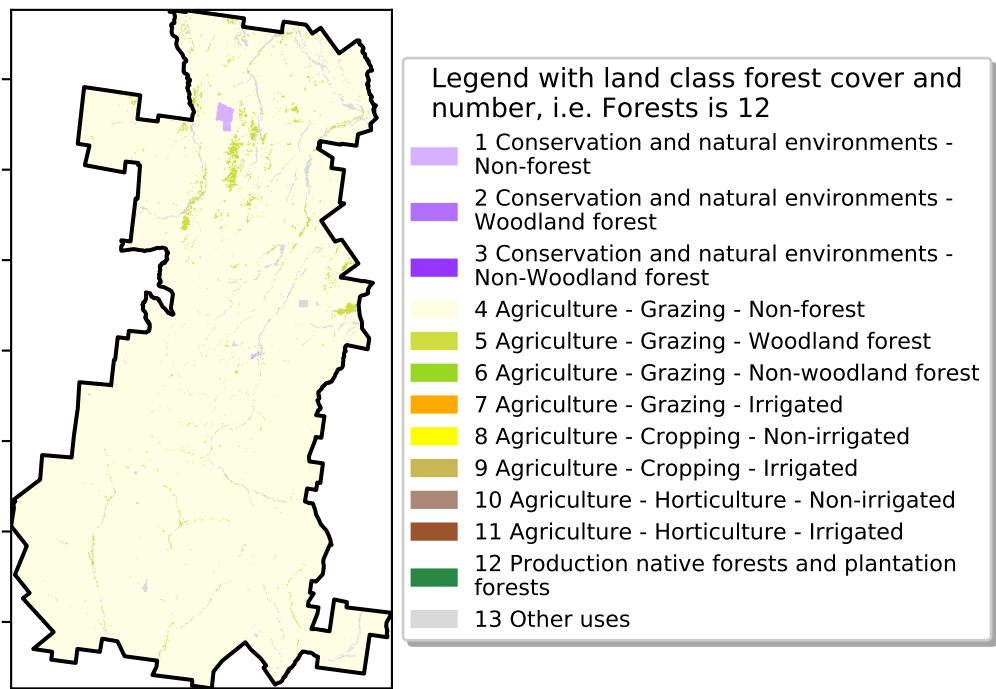 Legend with land class forest cover and
number, i.e. Forests is 12
1 Conservation and natural environments -
Non-forest
2 Conservation and natural environments -
Woodland forest
3 Conservation and natural environments -
Non-Woodland forest
4 Agriculture - Grazing - Non-forest
5 Agriculture - Grazing - Woodland forest
6 Agriculture - Grazing - Non-woodland forest
7 Agriculture - Grazing - Irrigated
8 Agriculture - Cropping - Non-irrigated
9 Agriculture - Cropping - Irrigated
10 Agriculture - Horticulture - Non-irrigated
11 Agriculture - Horticulture - Irrigated
12 Production native forests and plantation
forests
13 Other uses